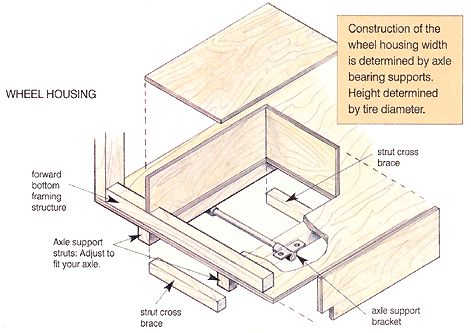 Construction of the
wheel housing width
is determined by axle
bearing supports.
Height determined
by tire diameter.
WHEEL HOUSING
strut cross
brace
forward
bottom
framing
structure
Axle support
struts: Adjust to
fit your axle.
strut cross
brace
axle support
bracket